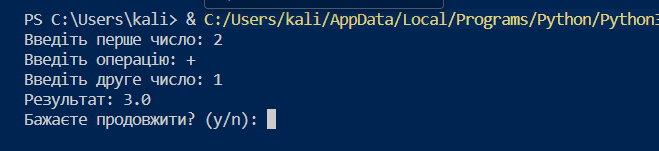 PS C:\Users\kali> & C:/Users/kali/AppData/Local/Programs/Python/Python3
Введіть перше число: 2
Введіть операцію: +
Введіть друге число: 1
Результат: 3.0
Бажаєте продовжити? (y/n):